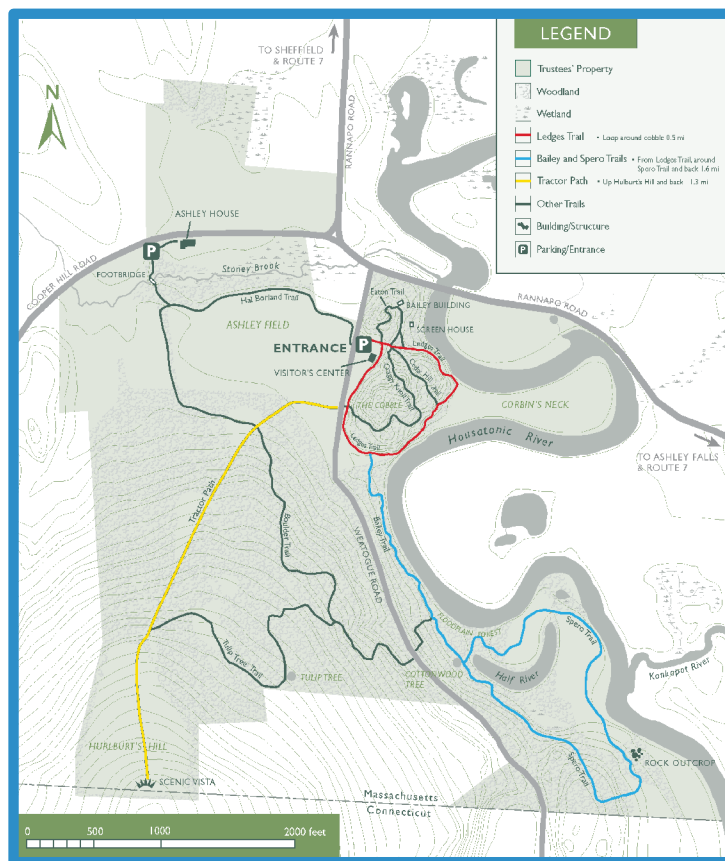 TO SHEFFIELD
& ROUTE 7
LEGEND
Trustees' Property
Woodland
Wetland
Ledges Trail • Loop around cobble 0.5 mi
Bailey and Spero Trails • From Ledges Trail, around
Spero Trail and back 1.6 mi
Tractor Path • Up Hulburt's Hill and back 1.3 mi
Other Trails
Building/Structure
P Parking/Entrance
N
RANNAPO ROAD
ASHLEY HOUSE
P
COOPER HILL ROAD
FOOTBRIDGE
Stoney Brook
Hal Borland Trail
Eaton Trail
BAILEY BUILDING
RANNAPO ROAD
ASHLEY FIELD
SCREEN HOUSE
ENTRANCE
P
Ledges Trail
VISITOR'S CENTER
Craggy Knoll Trail
Cobble Hill Trail
THE COBBLE
CORBIN'S NECK
Ledges Trail
Housatonic River
TO ASHLEY FALLS
& ROUTE 7
Tractor Path
Boulder Trail
Bailey Trail
WEATOGUE ROAD
FLOODPLAIN FOREST
Spero Trail
Tulip Tree Trail
TULIP TREE
COTTONWOOD
TREE
Half River
Konkapot River
HURLBURT'S HILL
ROCK OUTCROP
SCENIC VISTA
Spero Trail
Massachusetts
Connecticut
0 500 1000 2000 feet